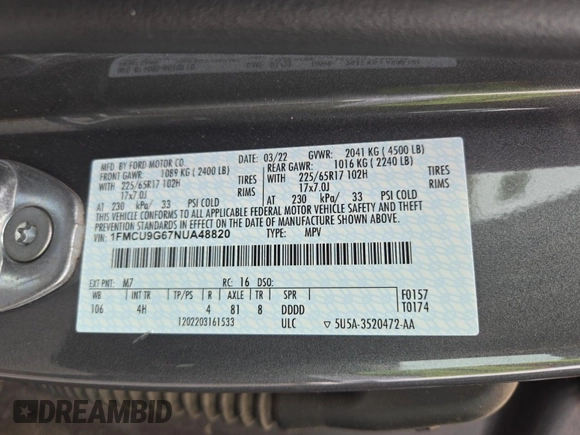 MFD. BY FORD MOTOR CO.
DATE: 03/22 GVWR: 2041 KG ( 4500 LB)
FRONT GAWR: 1089 KG ( 2400 LB) REAR GAWR: 1016 KG ( 2240 LB)
WITH 225/65R17 102H TIRES WITH 225/65R17 102H TIRES
17x7.0J 17x7.0J
AT 230 kPa/ 33 PSI COLD AT 230 kPa/ 33 PSI COLD
THIS VEHICLE CONFORMS TO ALL APPLICABLE FEDERAL MOTOR VEHICLE SAFETY AND THEFT
PREVENTION STANDARDS IN EFFECT ON THE DATE OF MANUFACTURE SHOWN ABOVE.
VIN: 1FMCU9G67NUA48820 TYPE: MPV
EXT PNT: M7 RC: 16 DSO:
WB INT TR TP/PS R AXLE TR SPR
106 4H 4 81 8 DDDD
F0157
T0174
1202203161533 ULC ▽ 5U5A-3520472-AA
DREAMBID